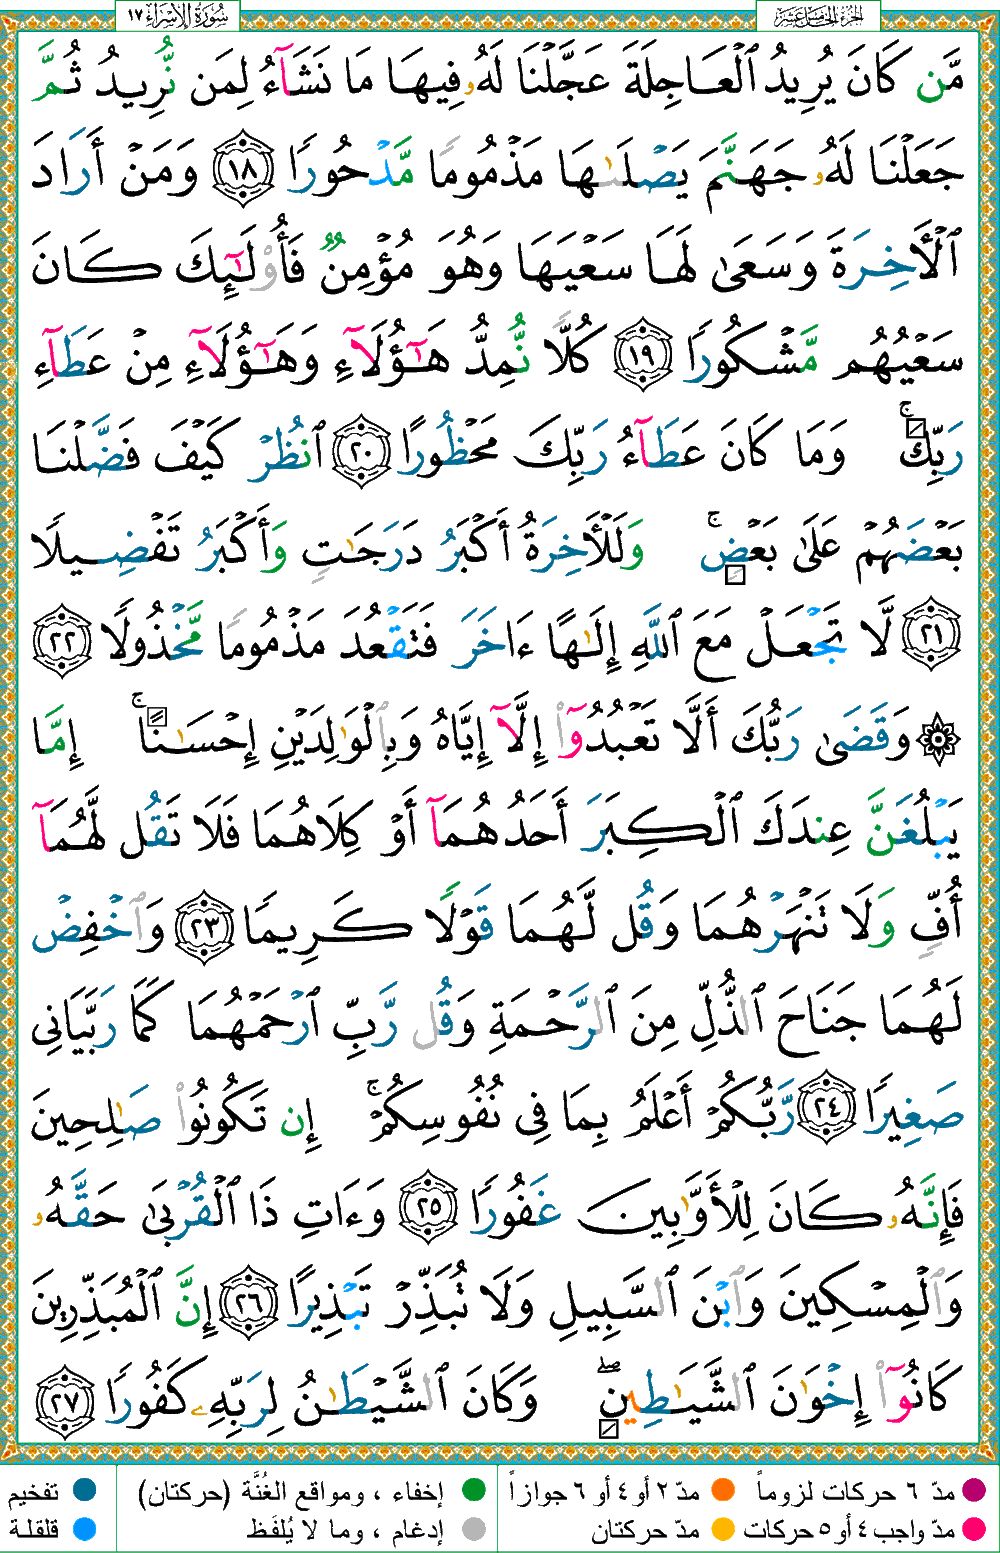 الجزء الخامس عشر
سُورَةُ الإِسْرَاءِ ١٧
مَّن كَانَ يُرِيدُ ٱلْعَاجِلَةَ عَجَّلْنَا لَهُۥ فِيهَا مَا نَشَآءُ لِمَن نُّرِيدُ ثُمَّ
جَعَلْنَا لَهُۥ جَهَنَّمَ يَصْلَىٰهَا مَذْمُومًا مَّدْحُورًا ١٨ وَمَنْ أَرَادَ
ٱلْأَخِرَةَ وَسَعَىٰ لَهَا سَعْيَهَا وَهُوَ مُؤْمِنٌ فَأُو۟لَٰٓئِكَ كَانَ
سَعْيُهُم مَّشْكُورًا ١٩ كُلًّا نُّمِدُّ هَٰٓؤُلَآءِ وَهَٰٓؤُلَآءِ مِنْ عَطَآءِ
رَبِّكَ ۚ وَمَا كَانَ عَطَآءُ رَبِّكَ مَحْظُورًا ٢٠ ٱنظُرْ كَيْفَ فَضَّلْنَا
بَعْضَهُمْ عَلَىٰ بَعْضٍ ۚ وَلَلْأَخِرَةُ أَكْبَرُ دَرَجَٰتٍ وَأَكْبَرُ تَفْضِيلًا
٢١ لَّا تَجْعَلْ مَعَ ٱللَّهِ إِلَٰهًا ءَاخَرَ فَتَقْعُدَ مَذْمُومًا مَّخْذُولًا ٢٢
۞ وَقَضَىٰ رَبُّكَ أَلَّا تَعْبُدُوٓا۟ إِلَّآ إِيَّاهُ وَبِٱلْوَٰلِدَيْنِ إِحْسَٰنًا ۚ إِمَّا
يَبْلُغَنَّ عِندَكَ ٱلْكِبَرَ أَحَدُهُمَآ أَوْ كِلَاهُمَا فَلَا تَقُل لَّهُمَآ
أُفٍّ وَلَا تَنْهَرْهُمَا وَقُل لَّهُمَا قَوْلًا كَرِيمًا ٢٣ وَٱخْفِضْ
لَهُمَا جَنَاحَ ٱلذُّلِّ مِنَ ٱلرَّحْمَةِ وَقُل رَّبِّ ٱرْحَمْهُمَا كَمَا رَبَّيَانِى
صَغِيرًا ٢٤ رَّبُّكُمْ أَعْلَمُ بِمَا فِى نُفُوسِكُمْ ۚ إِن تَكُونُوا۟ صَٰلِحِينَ
فَإِنَّهُۥ كَانَ لِلْأَوَّٰبِينَ غَفُورًا ٢٥ وَءَاتِ ذَا ٱلْقُرْبَىٰ حَقَّهُۥ
وَٱلْمِسْكِينَ وَٱبْنَ ٱلسَّبِيلِ وَلَا تُبَذِّرْ تَبْذِيرًا ٢٦ إِنَّ ٱلْمُبَذِّرِينَ
كَانُوٓا۟ إِخْوَٰنَ ٱلشَّيَٰطِينِ ۖ وَكَانَ ٱلشَّيْطَٰنُ لِرَبِّهِۦ كَفُورًا ٢٧
مدّ ٦ حركات لزوماً
مدّ ٢ أو ٤ أو ٦ جوازاً
إخفاء ، ومواقع الغُنَّة (حركتان)
تفخيم
مدّ واجب ٤ أو ٥ حركات
مدّ حركتان
إدغام ، وما لا يُلفَظ
قلقلة